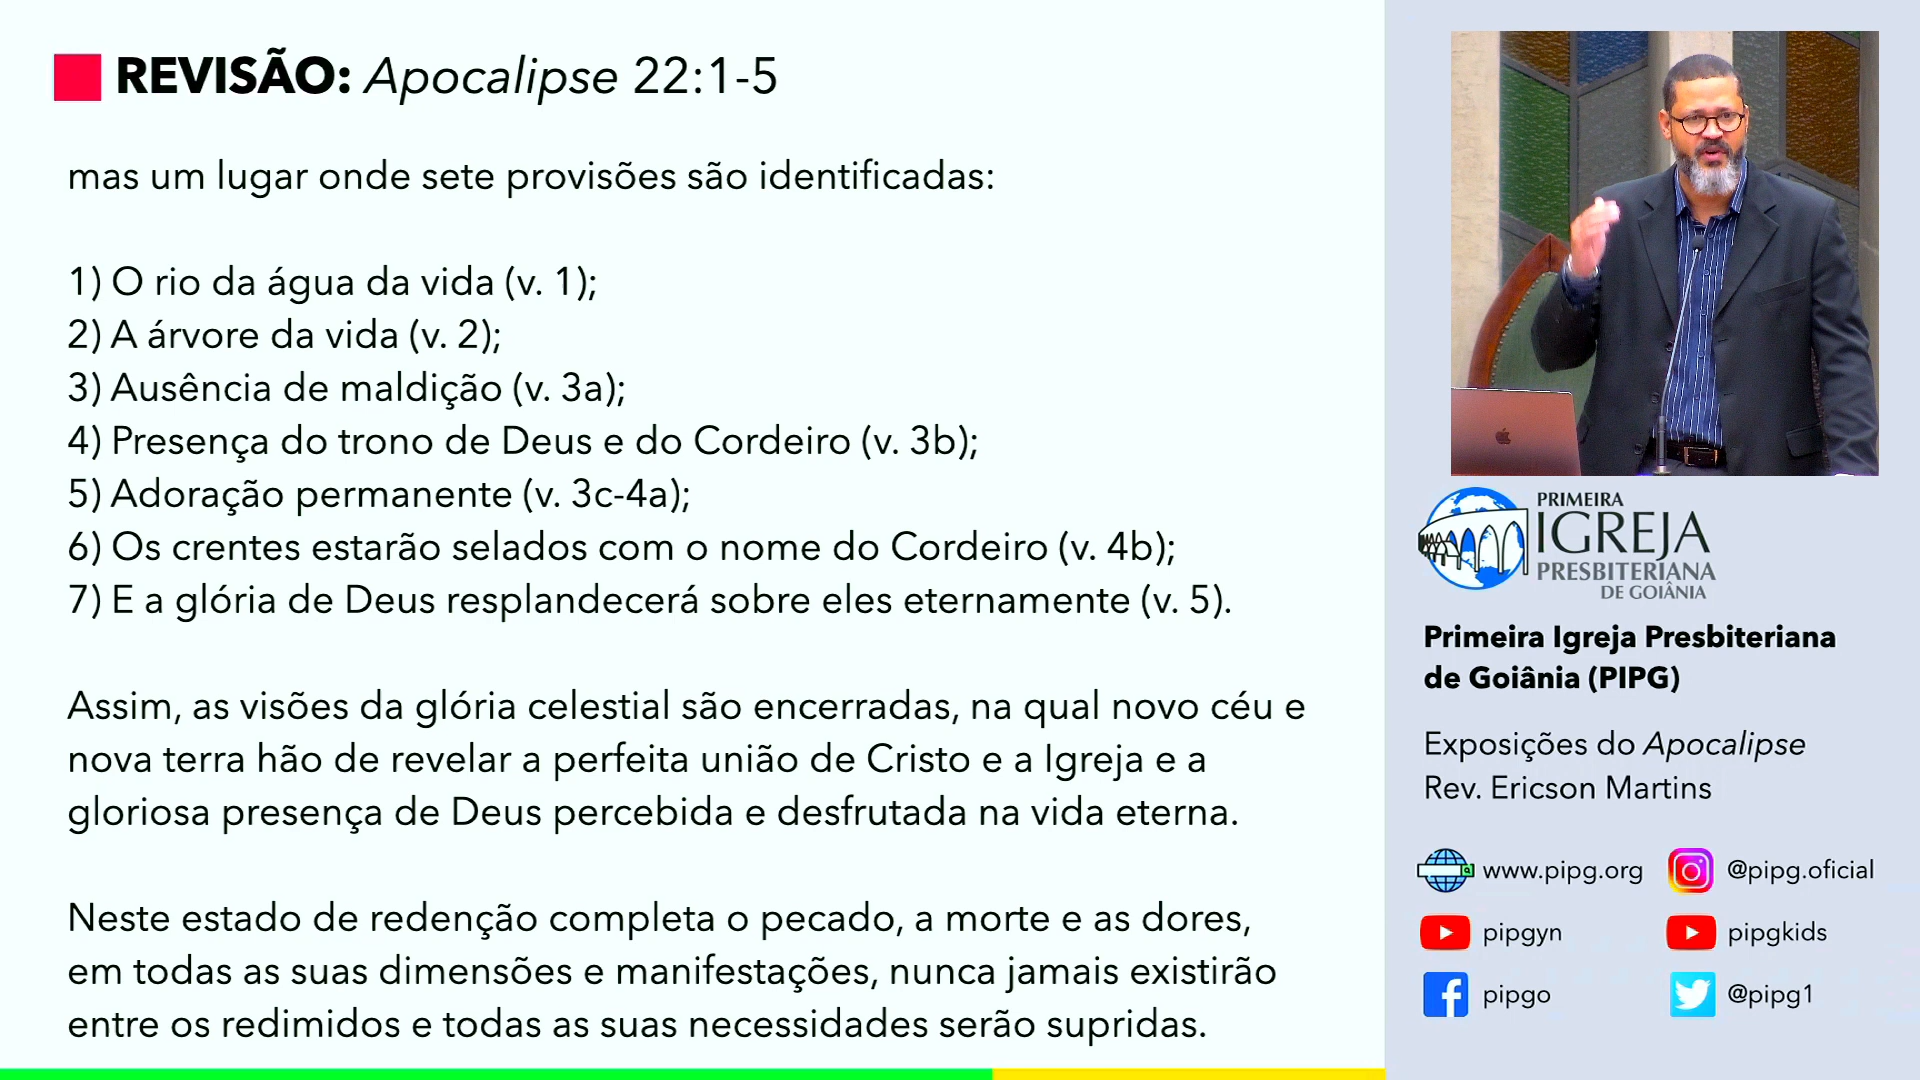 REVISÃO: Apocalipse 22:1-5
mas um lugar onde sete provisões são identificadas:
1) O rio da água da vida (v. 1);
2) A árvore da vida (v. 2);
3) Ausência de maldição (v. 3a);
4) Presença do trono de Deus e do Cordeiro (v. 3b);
5) Adoração permanente (v. 3c-4a);
6) Os crentes estarão selados com o nome do Cordeiro (v. 4b);
7) E a glória de Deus resplandecerá sobre eles eternamente (v. 5).
Assim, as visões da glória celestial são encerradas, na qual novo céu e
nova terra hão de revelar a perfeita união de Cristo e a Igreja e a
gloriosa presença de Deus percebida e desfrutada na vida eterna.
Neste estado de redenção completa o pecado, a morte e as dores,
em todas as suas dimensões e manifestações, nunca jamais existirão
entre os redimidos e todas as suas necessidades serão supridas.
PRIMEIRA
IGREJA
PRESBITERIANA
DE GOIÂNIA
Primeira Igreja Presbiteriana
de Goiânia (PIPG)
Exposições do Apocalipse
Rev. Ericson Martins
www.pipg.org
@pipg.oficial
pipgyn
pipgkids
pipgo
@pipg1